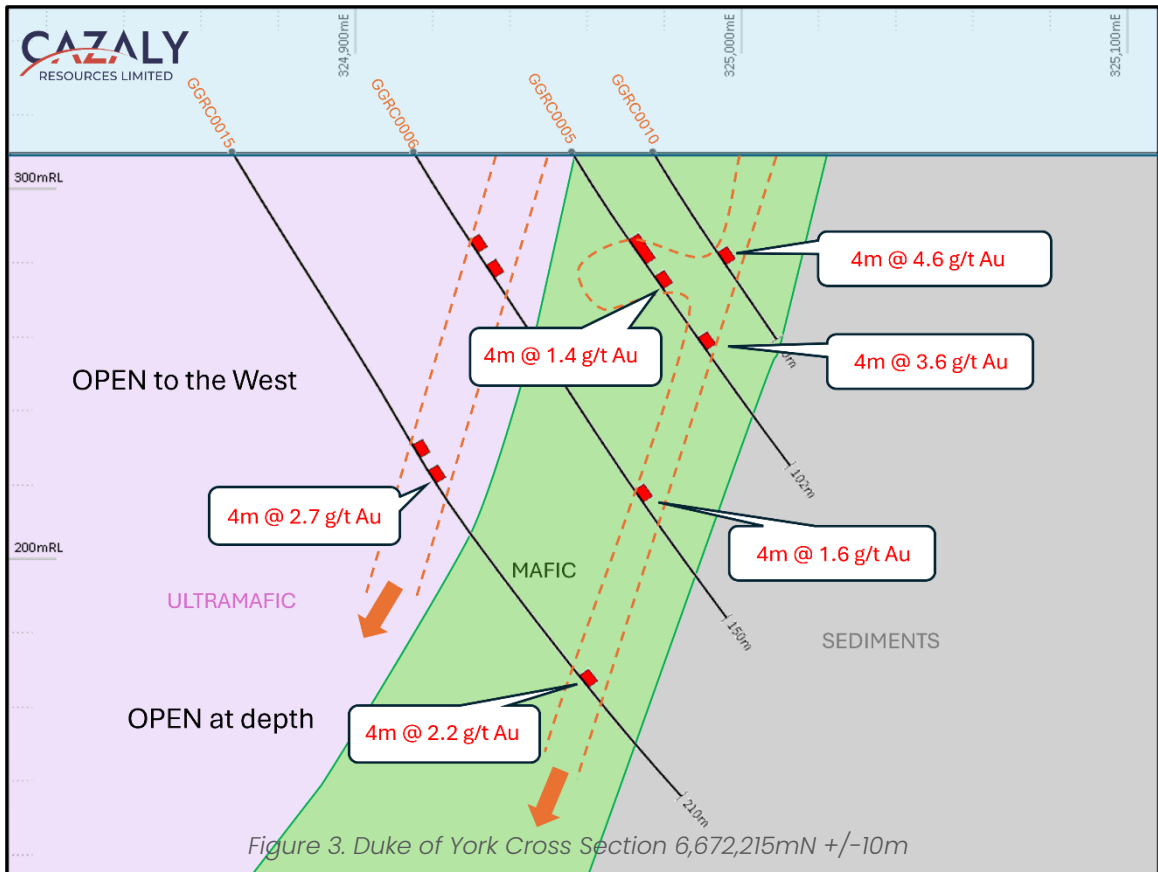 CAZALY
RESOURCES LIMITED
324,900mE
325,000mE
325,100mE
GGRC0015
GGRC0006
GGRC0005
GGRC0010
300mRL
4m @ 4.6 g/t Au
4m @ 1.4 g/t Au
4m @ 3.6 g/t Au
OPEN to the West
102m
4m @ 2.7 g/t Au
200mRL
4m @ 1.6 g/t Au
MAFIC
ULTRAMAFIC
150m
SEDIMENTS
OPEN at depth
4m @ 2.2 g/t Au
210m
Figure 3. Duke of York Cross Section 6,672,215mN +/-10m